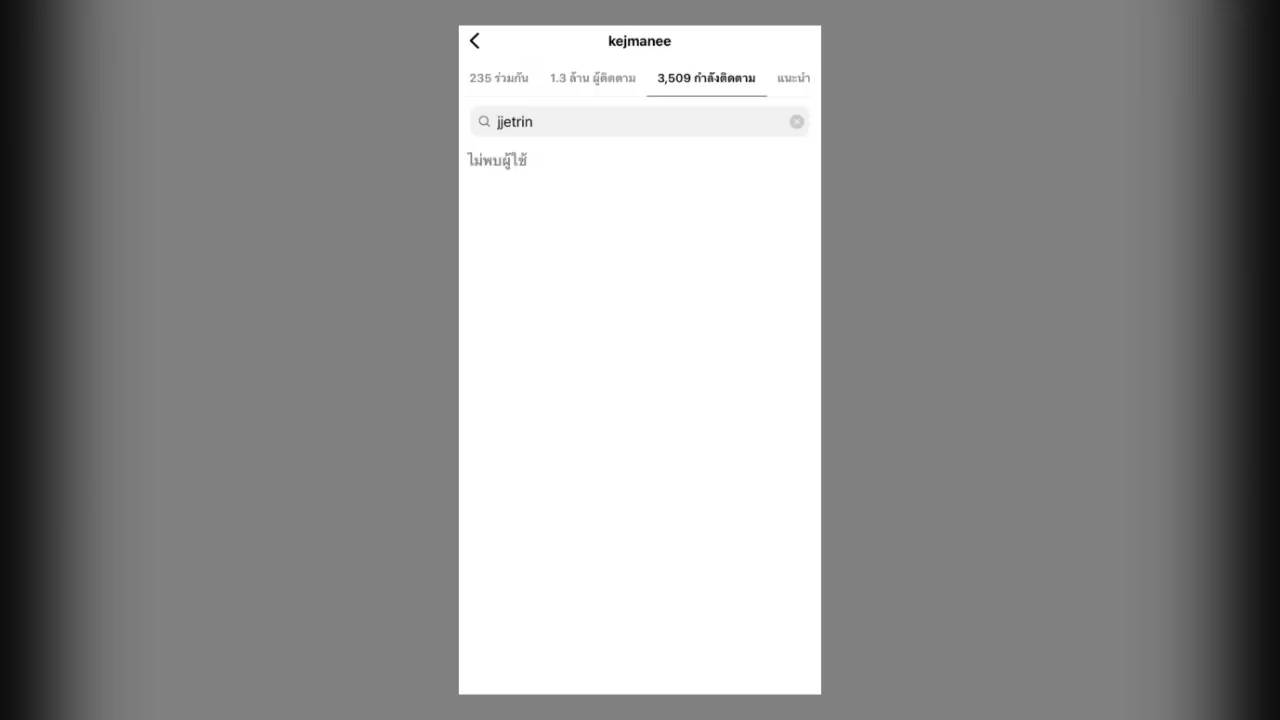 kejmanee
235 ร่วมกัน 1.3 ล้าน ผู้ติดตาม 3,509 กำลังติดตาม แนะนำ
jjetrin
ไม่พบผู้ใช้